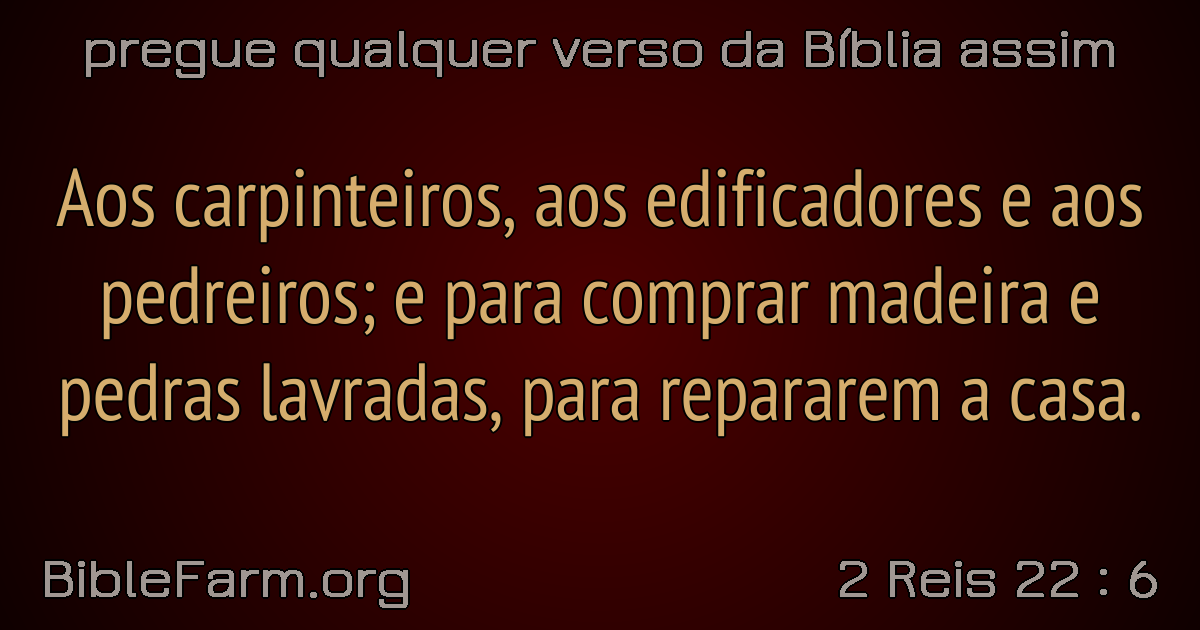 pregue qualquer verso da Bíblia assim
Aos carpinteiros, aos edificadores e aos
pedreiros; e para comprar madeira e
pedras lavradas, para repararem a casa.
BibleFarm.org
2 Reis 22 : 6